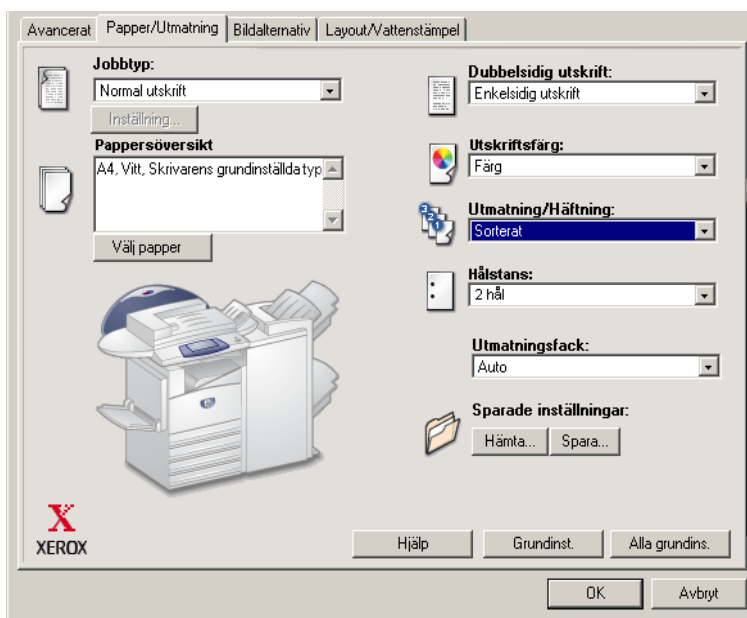 Avancerat
Papper/Utmatning
Bildalternativ
Layout/Vattenstämpel
Jobbtyp:
Normal utskrift
Inställning...
Pappersöversikt
A4, Vitt, Skrivarens grundinställda typ
Välj papper
Dubbelsidig utskrift:
Enkelsidig utskrift
Utskriftsfärg:
Färg
Utmatning/Häftning:
Sorterat
Hålstans:
2 hål
Utmatningsfack:
Auto
Sparade inställningar:
Hämta...
Spara...
X
XEROX
Hjälp
Grundinst.
Alla grundins.
OK
Avbryt